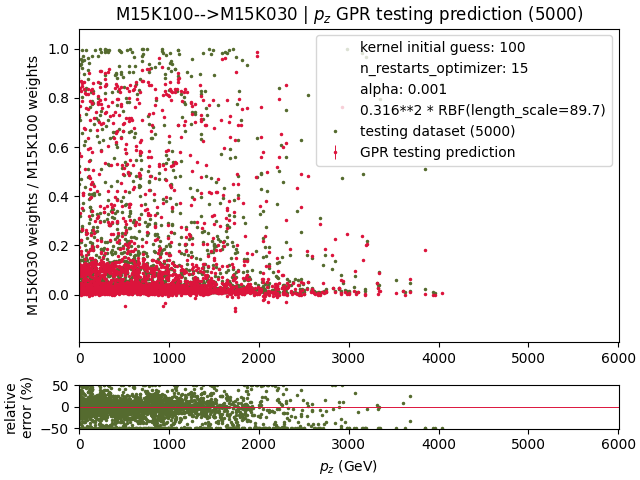 M15K100-->M15K030 | p_z GPR testing prediction (5000)
M15K030 weights / M15K100 weights
1.0
0.8
0.6
0.4
0.2
0.0
kernel initial guess: 100
n_restarts_optimizer: 15
alpha: 0.001
0.316**2 * RBF(length_scale=89.7)
testing dataset (5000)
GPR testing prediction
0 1000 2000 3000 4000 5000 6000
relative
error (%)
50
0
−50
0 1000 2000 3000 4000 5000 6000
p_z (GeV)